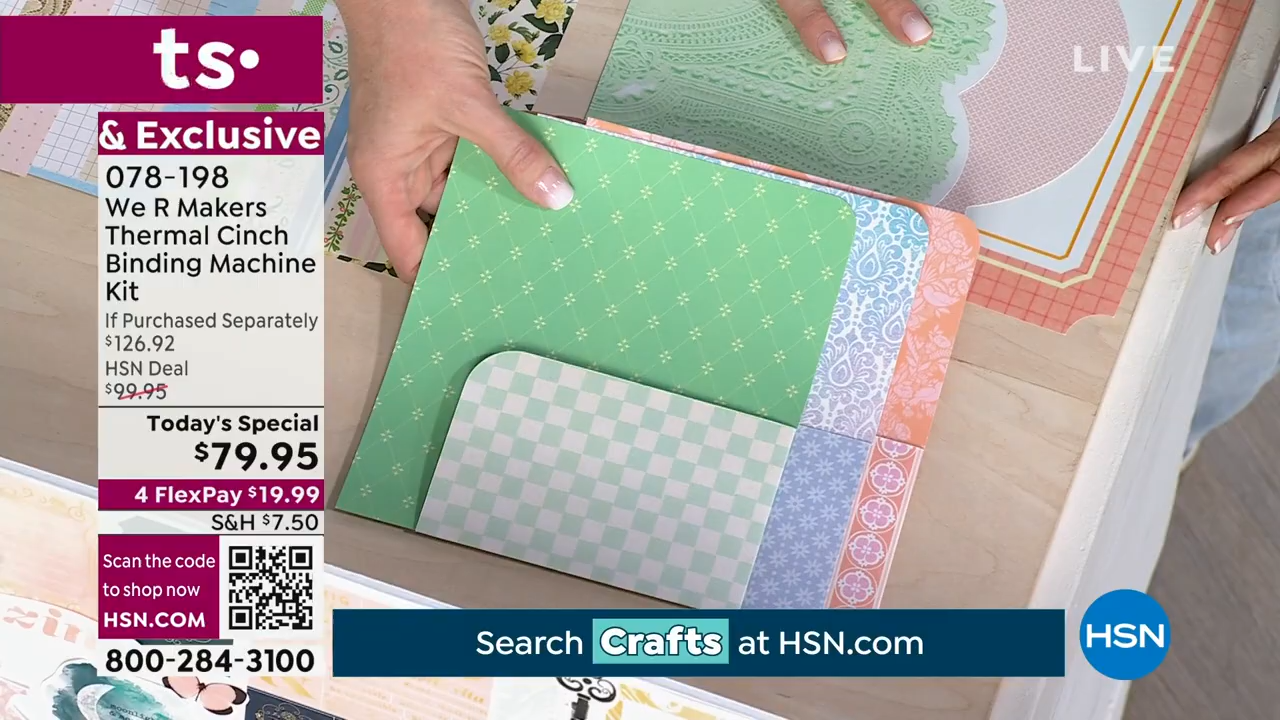 ts.
& Exclusive
078-198
We R Makers
Thermal Cinch
Binding Machine
Kit
If Purchased Separately
$126.92
HSN Deal
$99.95
Today's Special
$79.95
4 FlexPay $19.99
S&H $7.50
Scan the code
to shop now
HSN.COM
800-284-3100
LIVE
Search Crafts at HSN.com
HSN